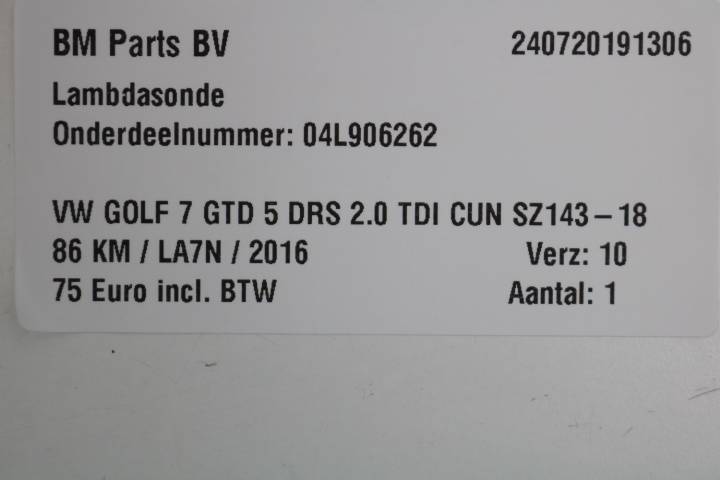 BM Parts BV 240720191306
Lambdasonde
Onderdeelnummer: 04L906262
VW GOLF 7 GTD 5 DRS 2.0 TDI CUN SZ143-18
86 KM / LA7N / 2016 Verz: 10
75 Euro incl. BTW Aantal: 1